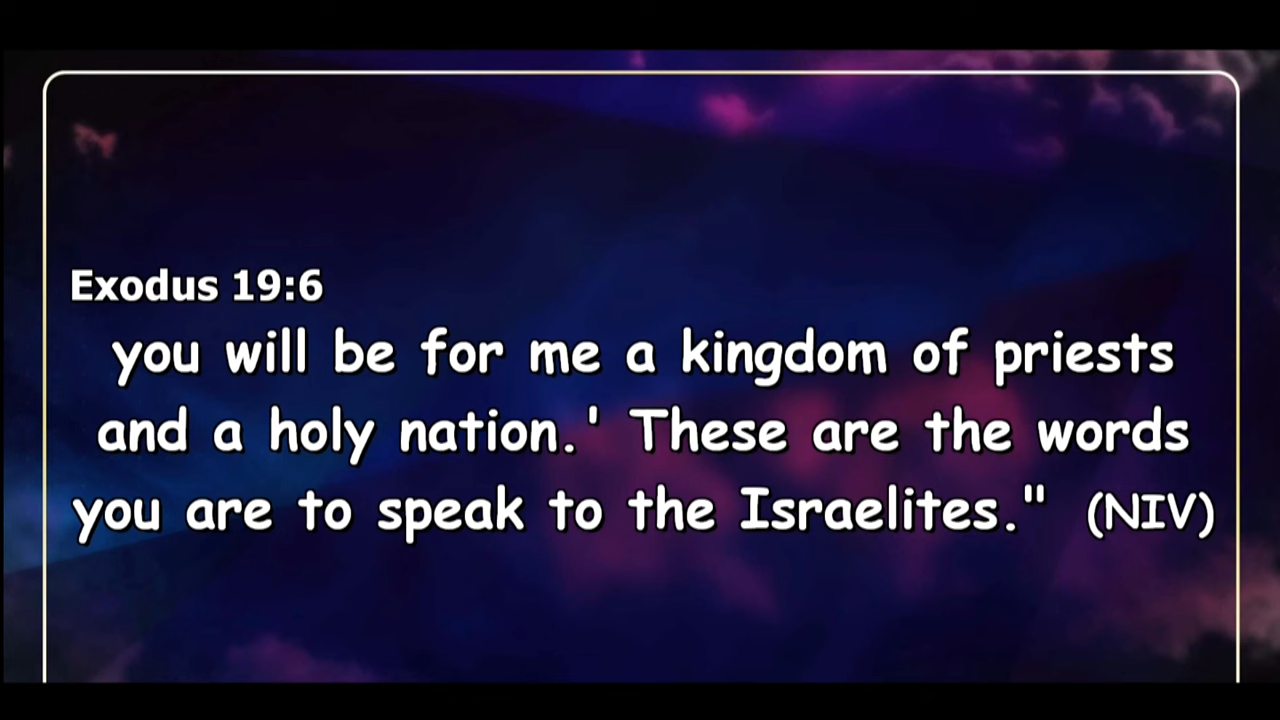 Exodus 19:6
you will be for me a kingdom of priests
and a holy nation.' These are the words
you are to speak to the Israelites." (NIV)